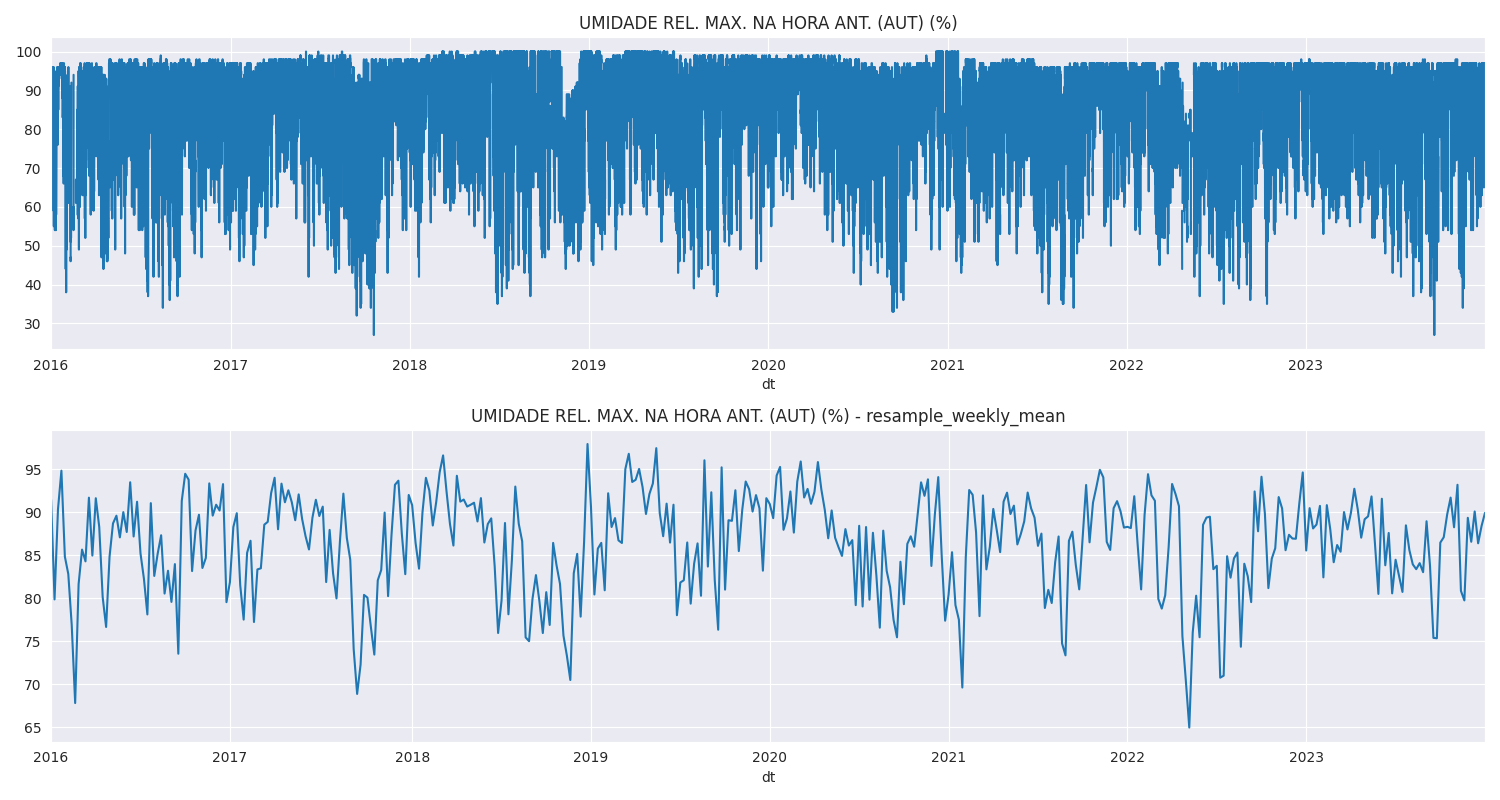 UMIDADE REL. MAX. NA HORA ANT. (AUT) (%)
100
90
80
70
60
50
40
30
2016 2017 2018 2019 2020 2021 2022 2023
dt
UMIDADE REL. MAX. NA HORA ANT. (AUT) (%) - resample_weekly_mean
95
90
85
80
75
70
65
2016 2017 2018 2019 2020 2021 2022 2023
dt